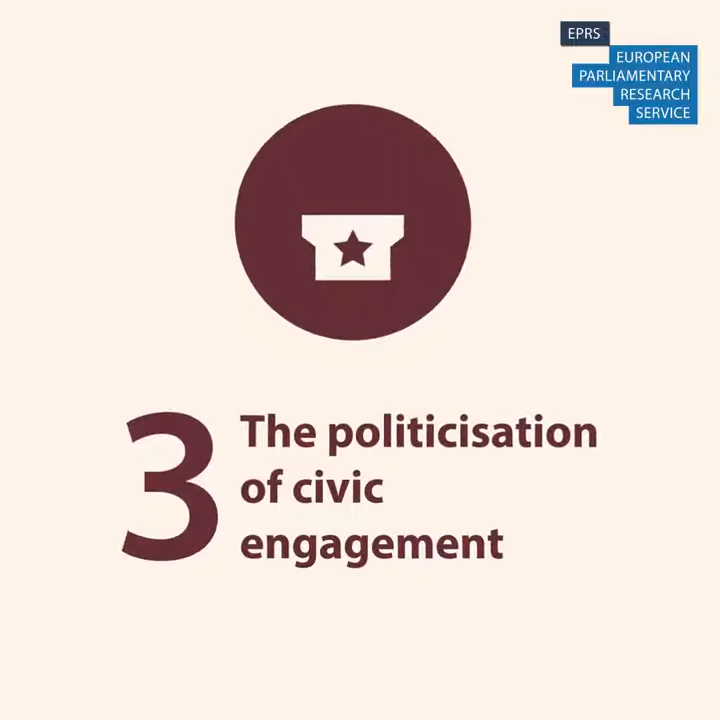 EPRS
EUROPEAN
PARLIAMENTARY
RESEARCH
SERVICE
3
The politicisation
of civic
engagement